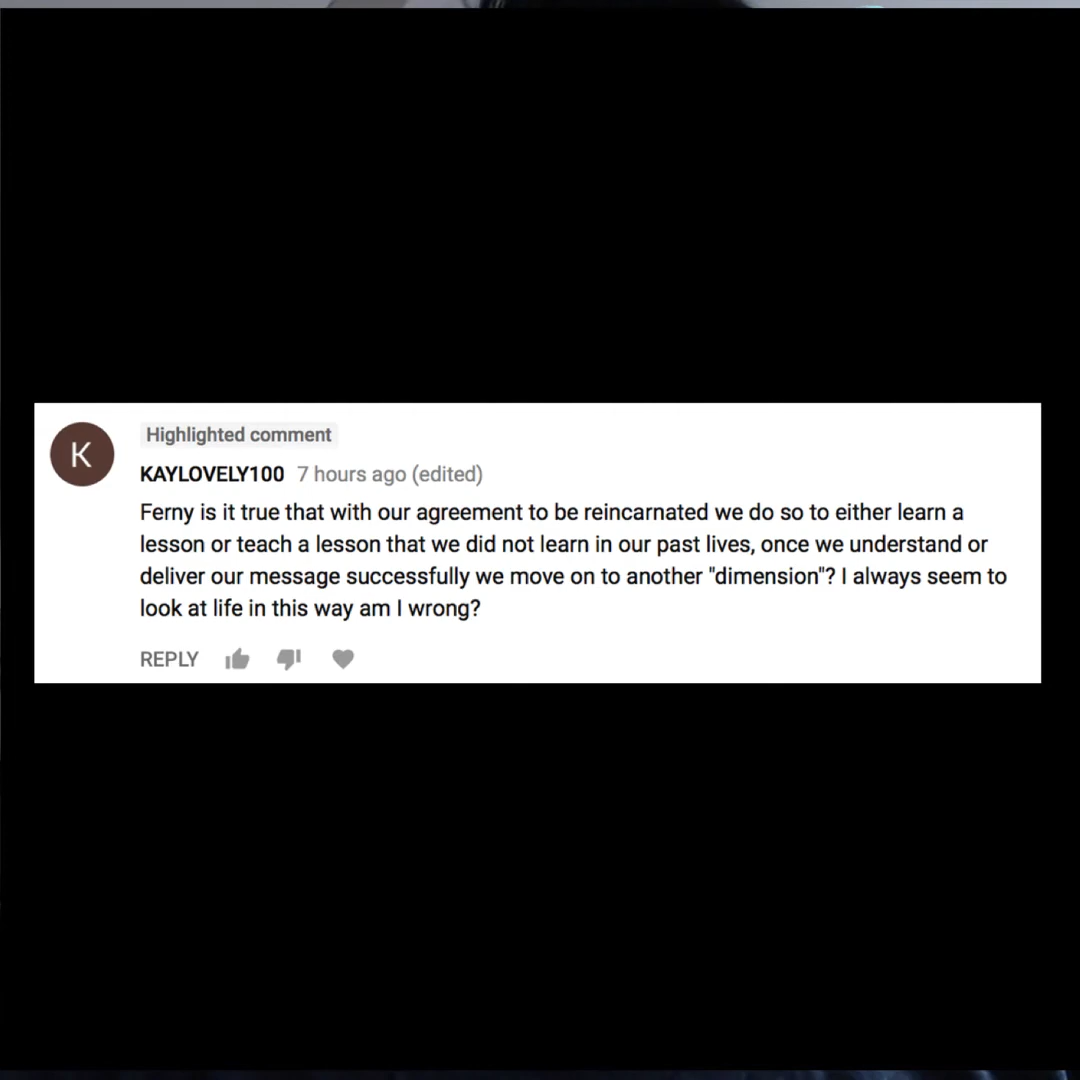 K
Highlighted comment
KAYLOVELY100 7 hours ago (edited)
Ferny is it true that with our agreement to be reincarnated we do so to either learn a
lesson or teach a lesson that we did not learn in our past lives, once we understand or
deliver our message successfully we move on to another "dimension"? I always seem to
look at life in this way am I wrong?
REPLY